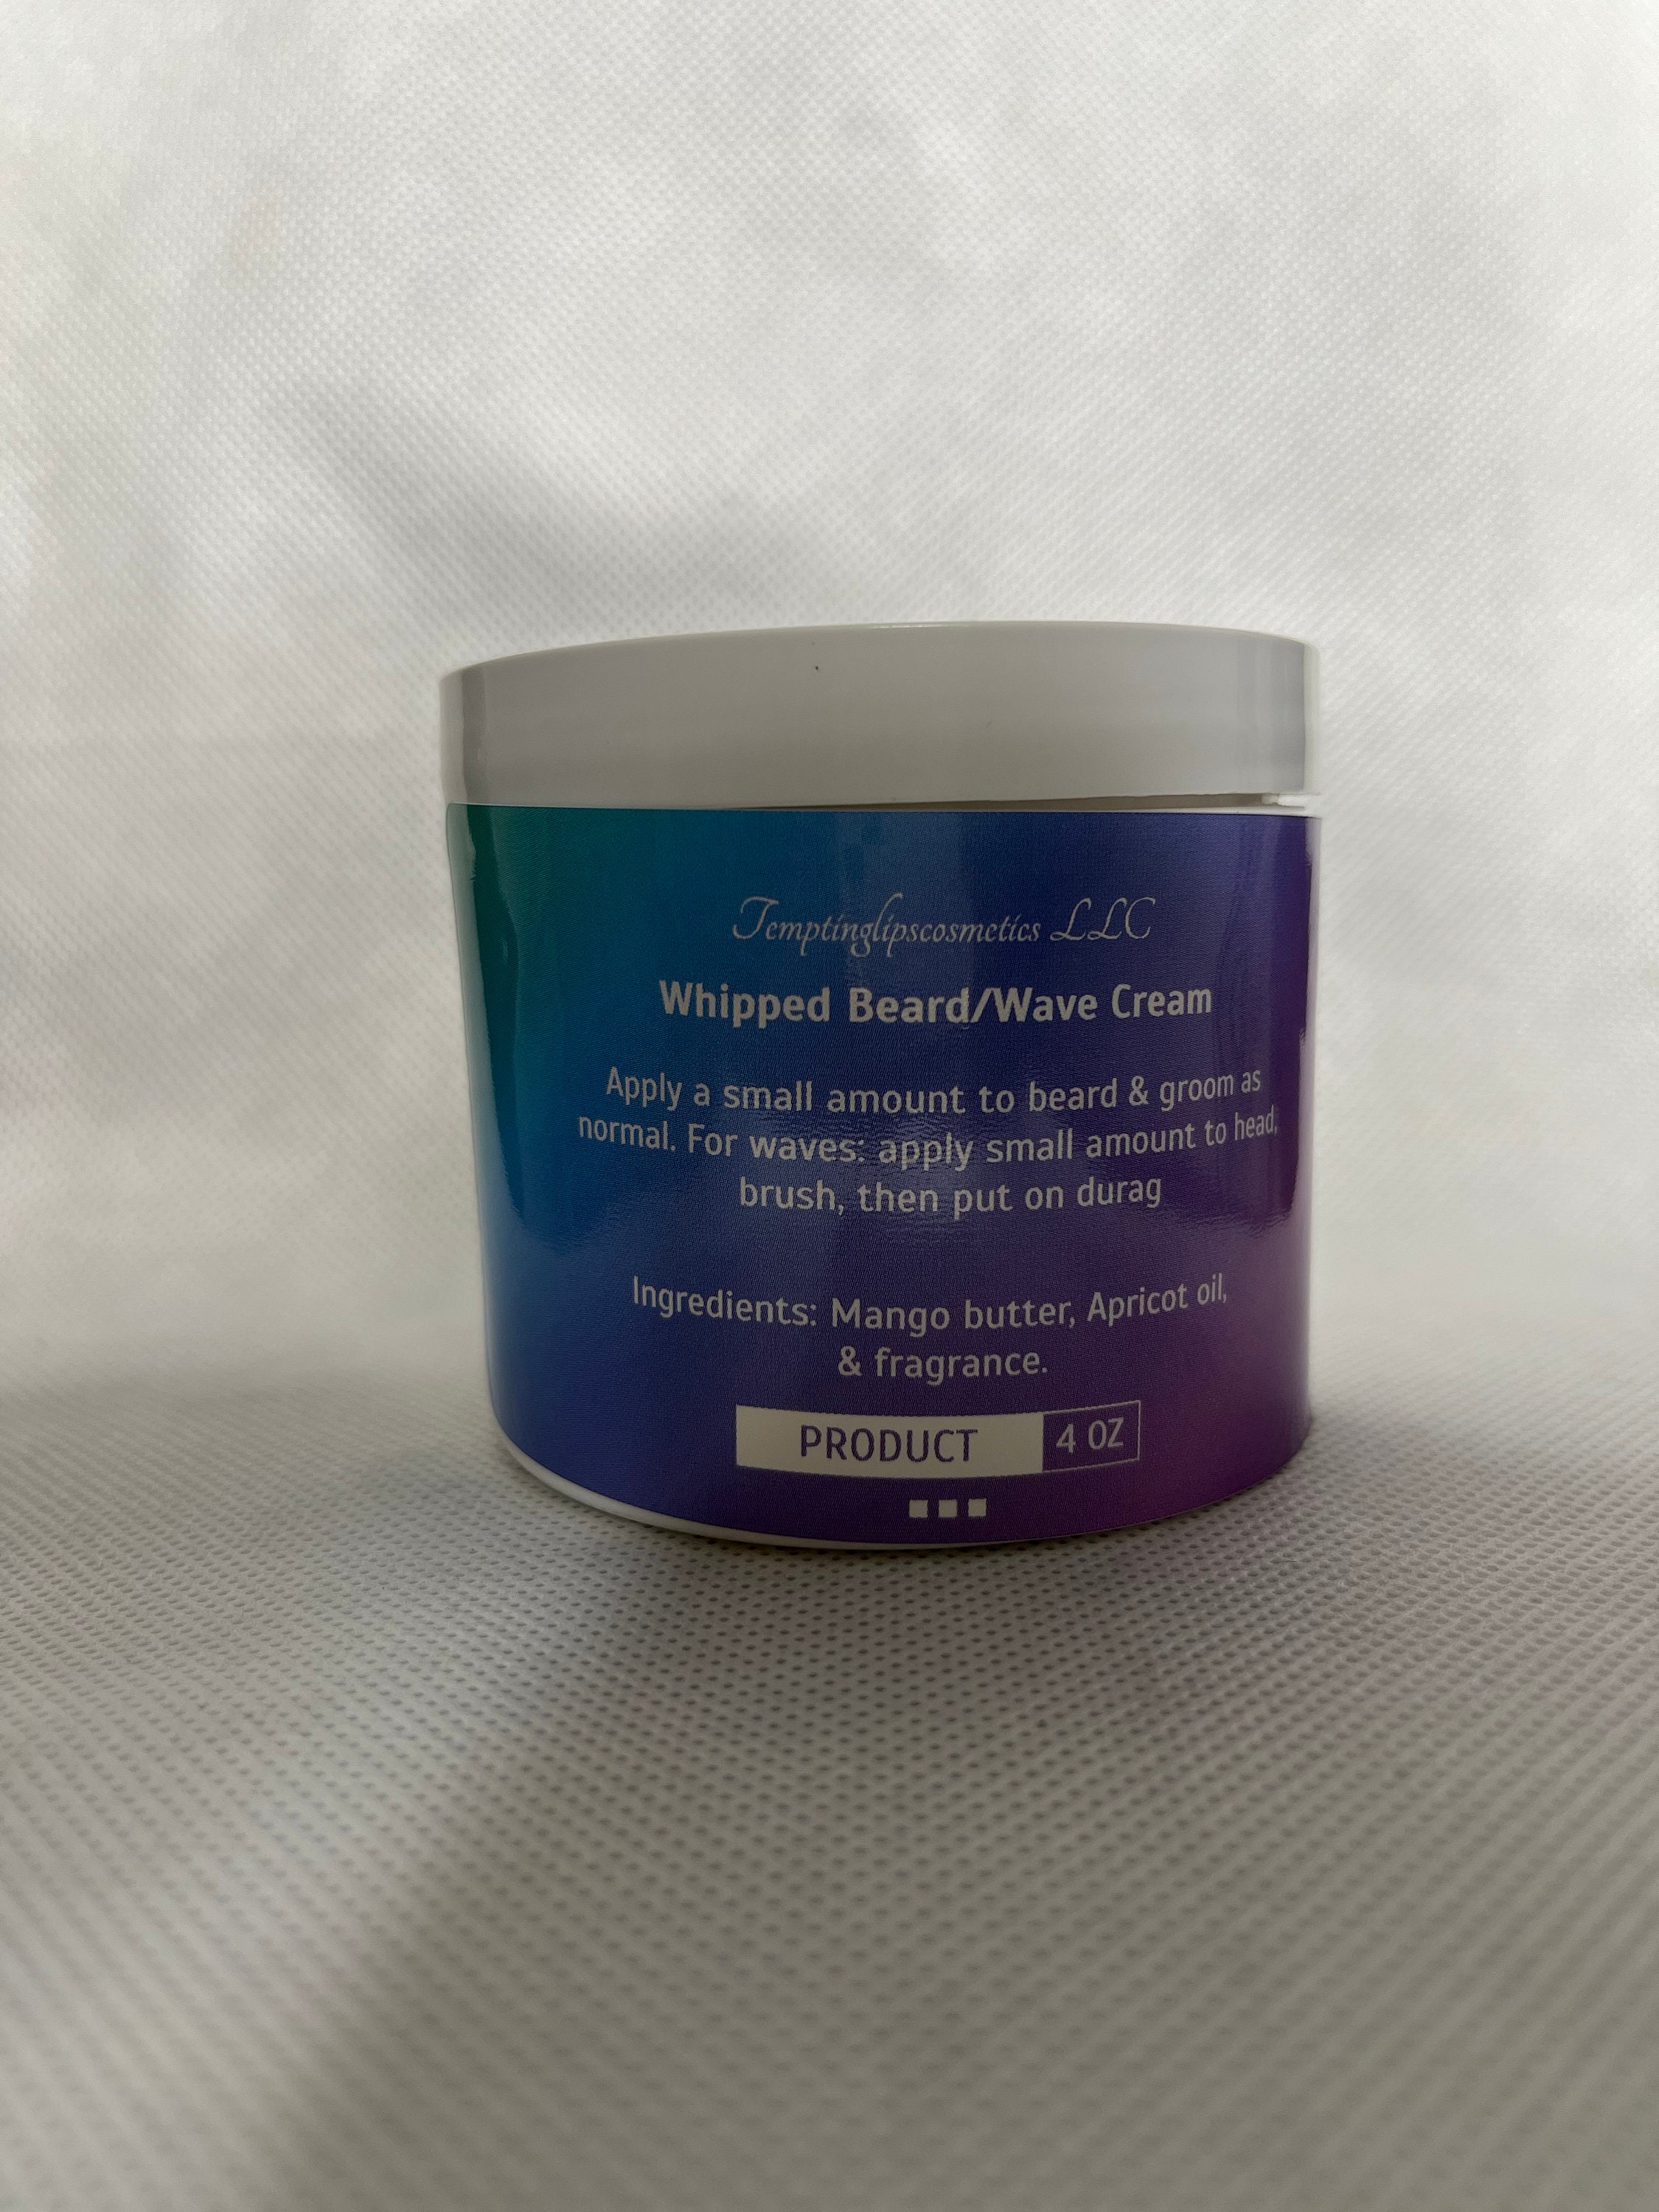 Temptinglipscosmetics LLC
Whipped Beard/Wave Cream
Apply a small amount to beard & groom as
normal. For waves: apply small amount to head,
brush, then put on durag
Ingredients: Mango butter, Apricot oil,
& fragrance.
PRODUCT 4 OZ